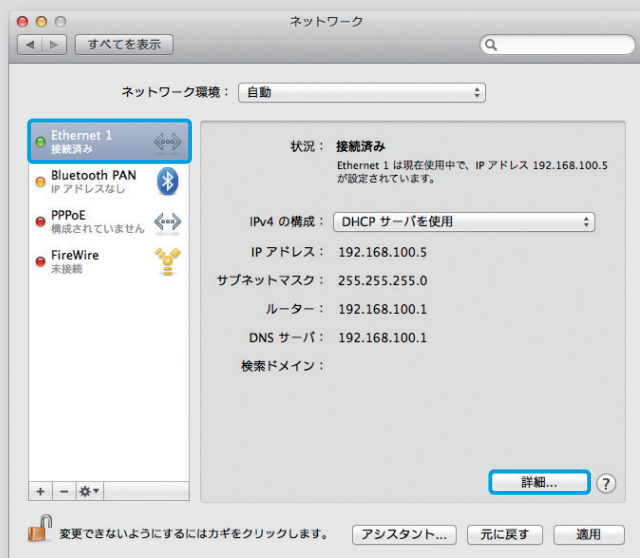 ネットワーク
すべてを表示
ネットワーク環境： 自動
Ethernet 1
接続済み
Bluetooth PAN
IP アドレスなし
PPPoE
構成されていません
FireWire
未接続
状況： 接続済み
Ethernet 1 は現在使用中で、IP アドレス 192.168.100.5
が設定されています。
IPv4 の構成： DHCP サーバを使用
IP アドレス： 192.168.100.5
サブネットマスク： 255.255.255.0
ルーター： 192.168.100.1
DNS サーバ： 192.168.100.1
検索ドメイン：
詳細... ?
変更できないようにするにはカギをクリックします。 アシスタント... 元に戻す 適用